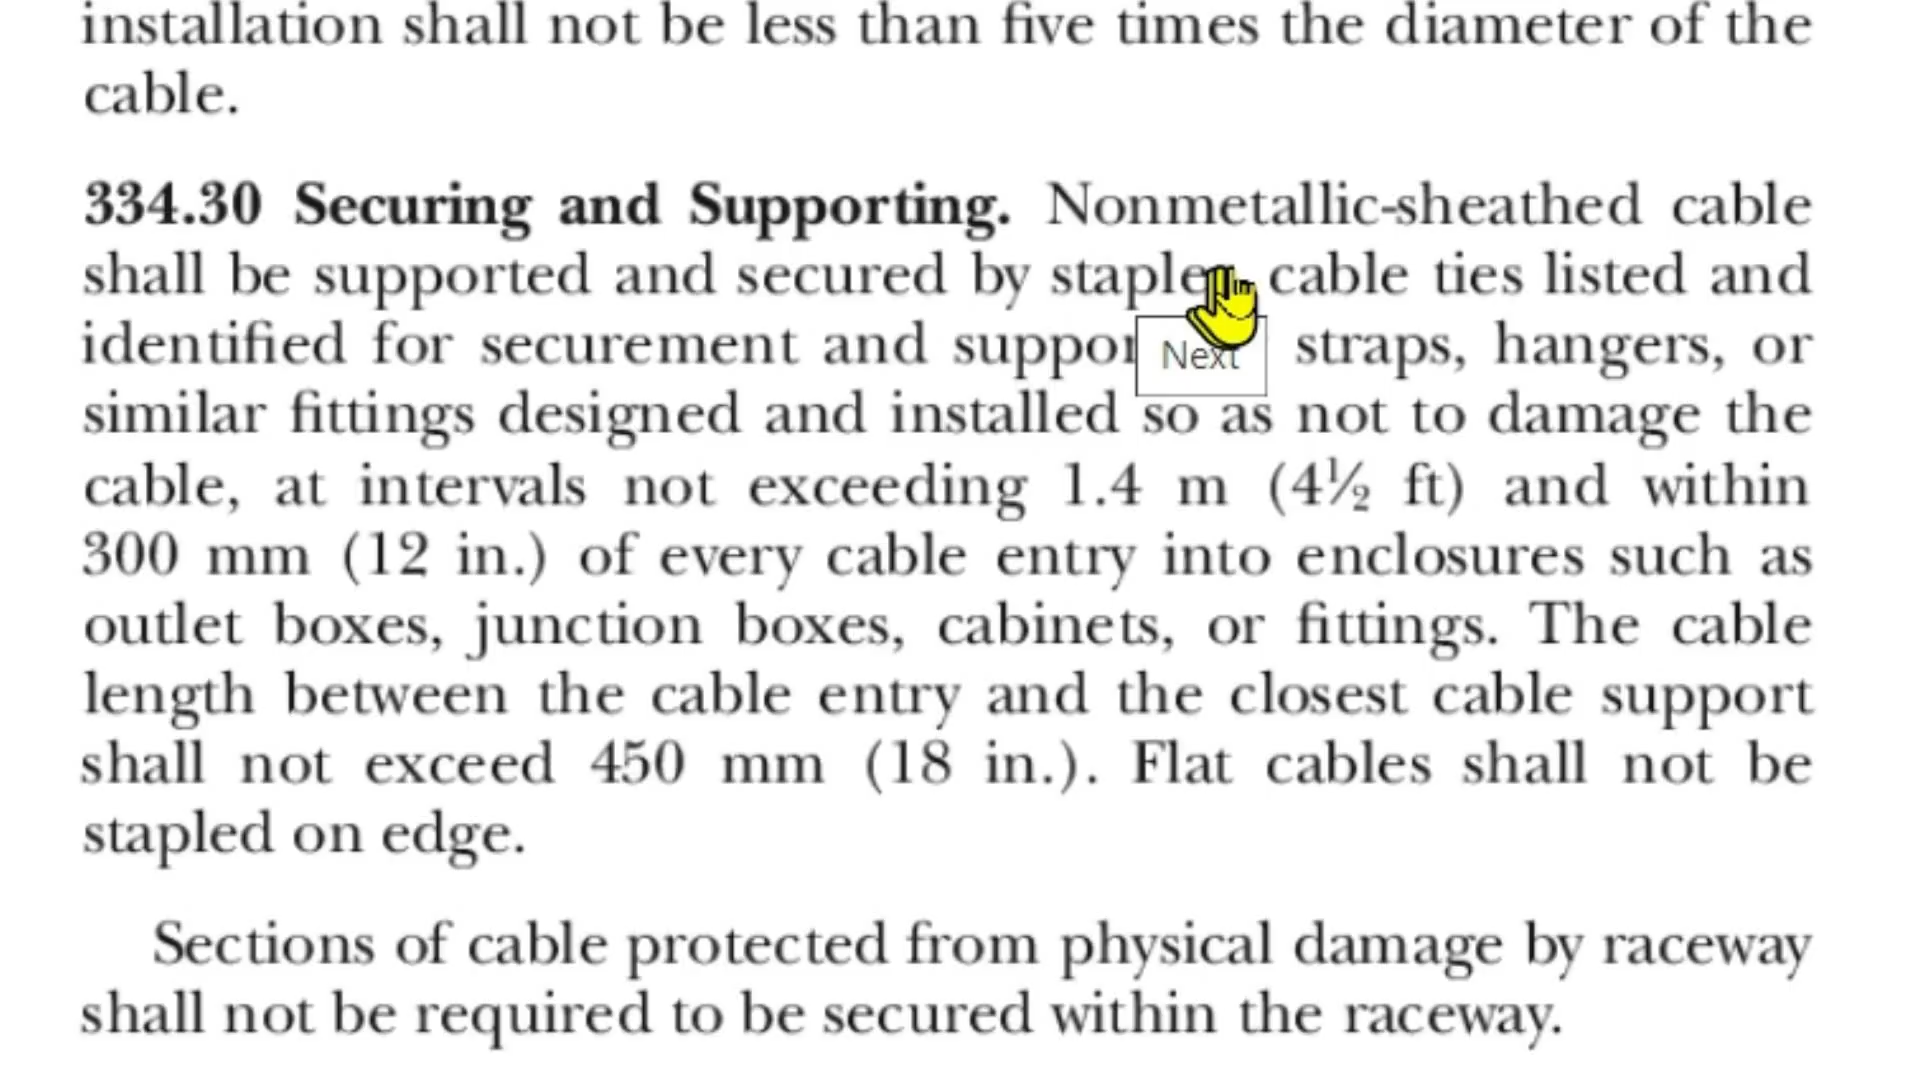 installation shall not be less than five times the diameter of the
cable.
334.30 Securing and Supporting. Nonmetallic-sheathed cable
shall be supported and secured by cable ties listed and
identified for securement and straps, hangers, or
Next
similar fittings designed and installed so as not to damage the
cable, at intervals not exceeding 1.4 m (4½ ft) and within
300 mm (12 in.) of every cable entry into enclosures such as
outlet boxes, junction boxes, cabinets, or fittings. The cable
length between the cable entry and the closest cable support
shall not exceed 450 mm (18 in.). Flat cables shall not be
stapled on edge.
Sections of cable protected from physical damage by raceway
shall not be required to be secured within the raceway.